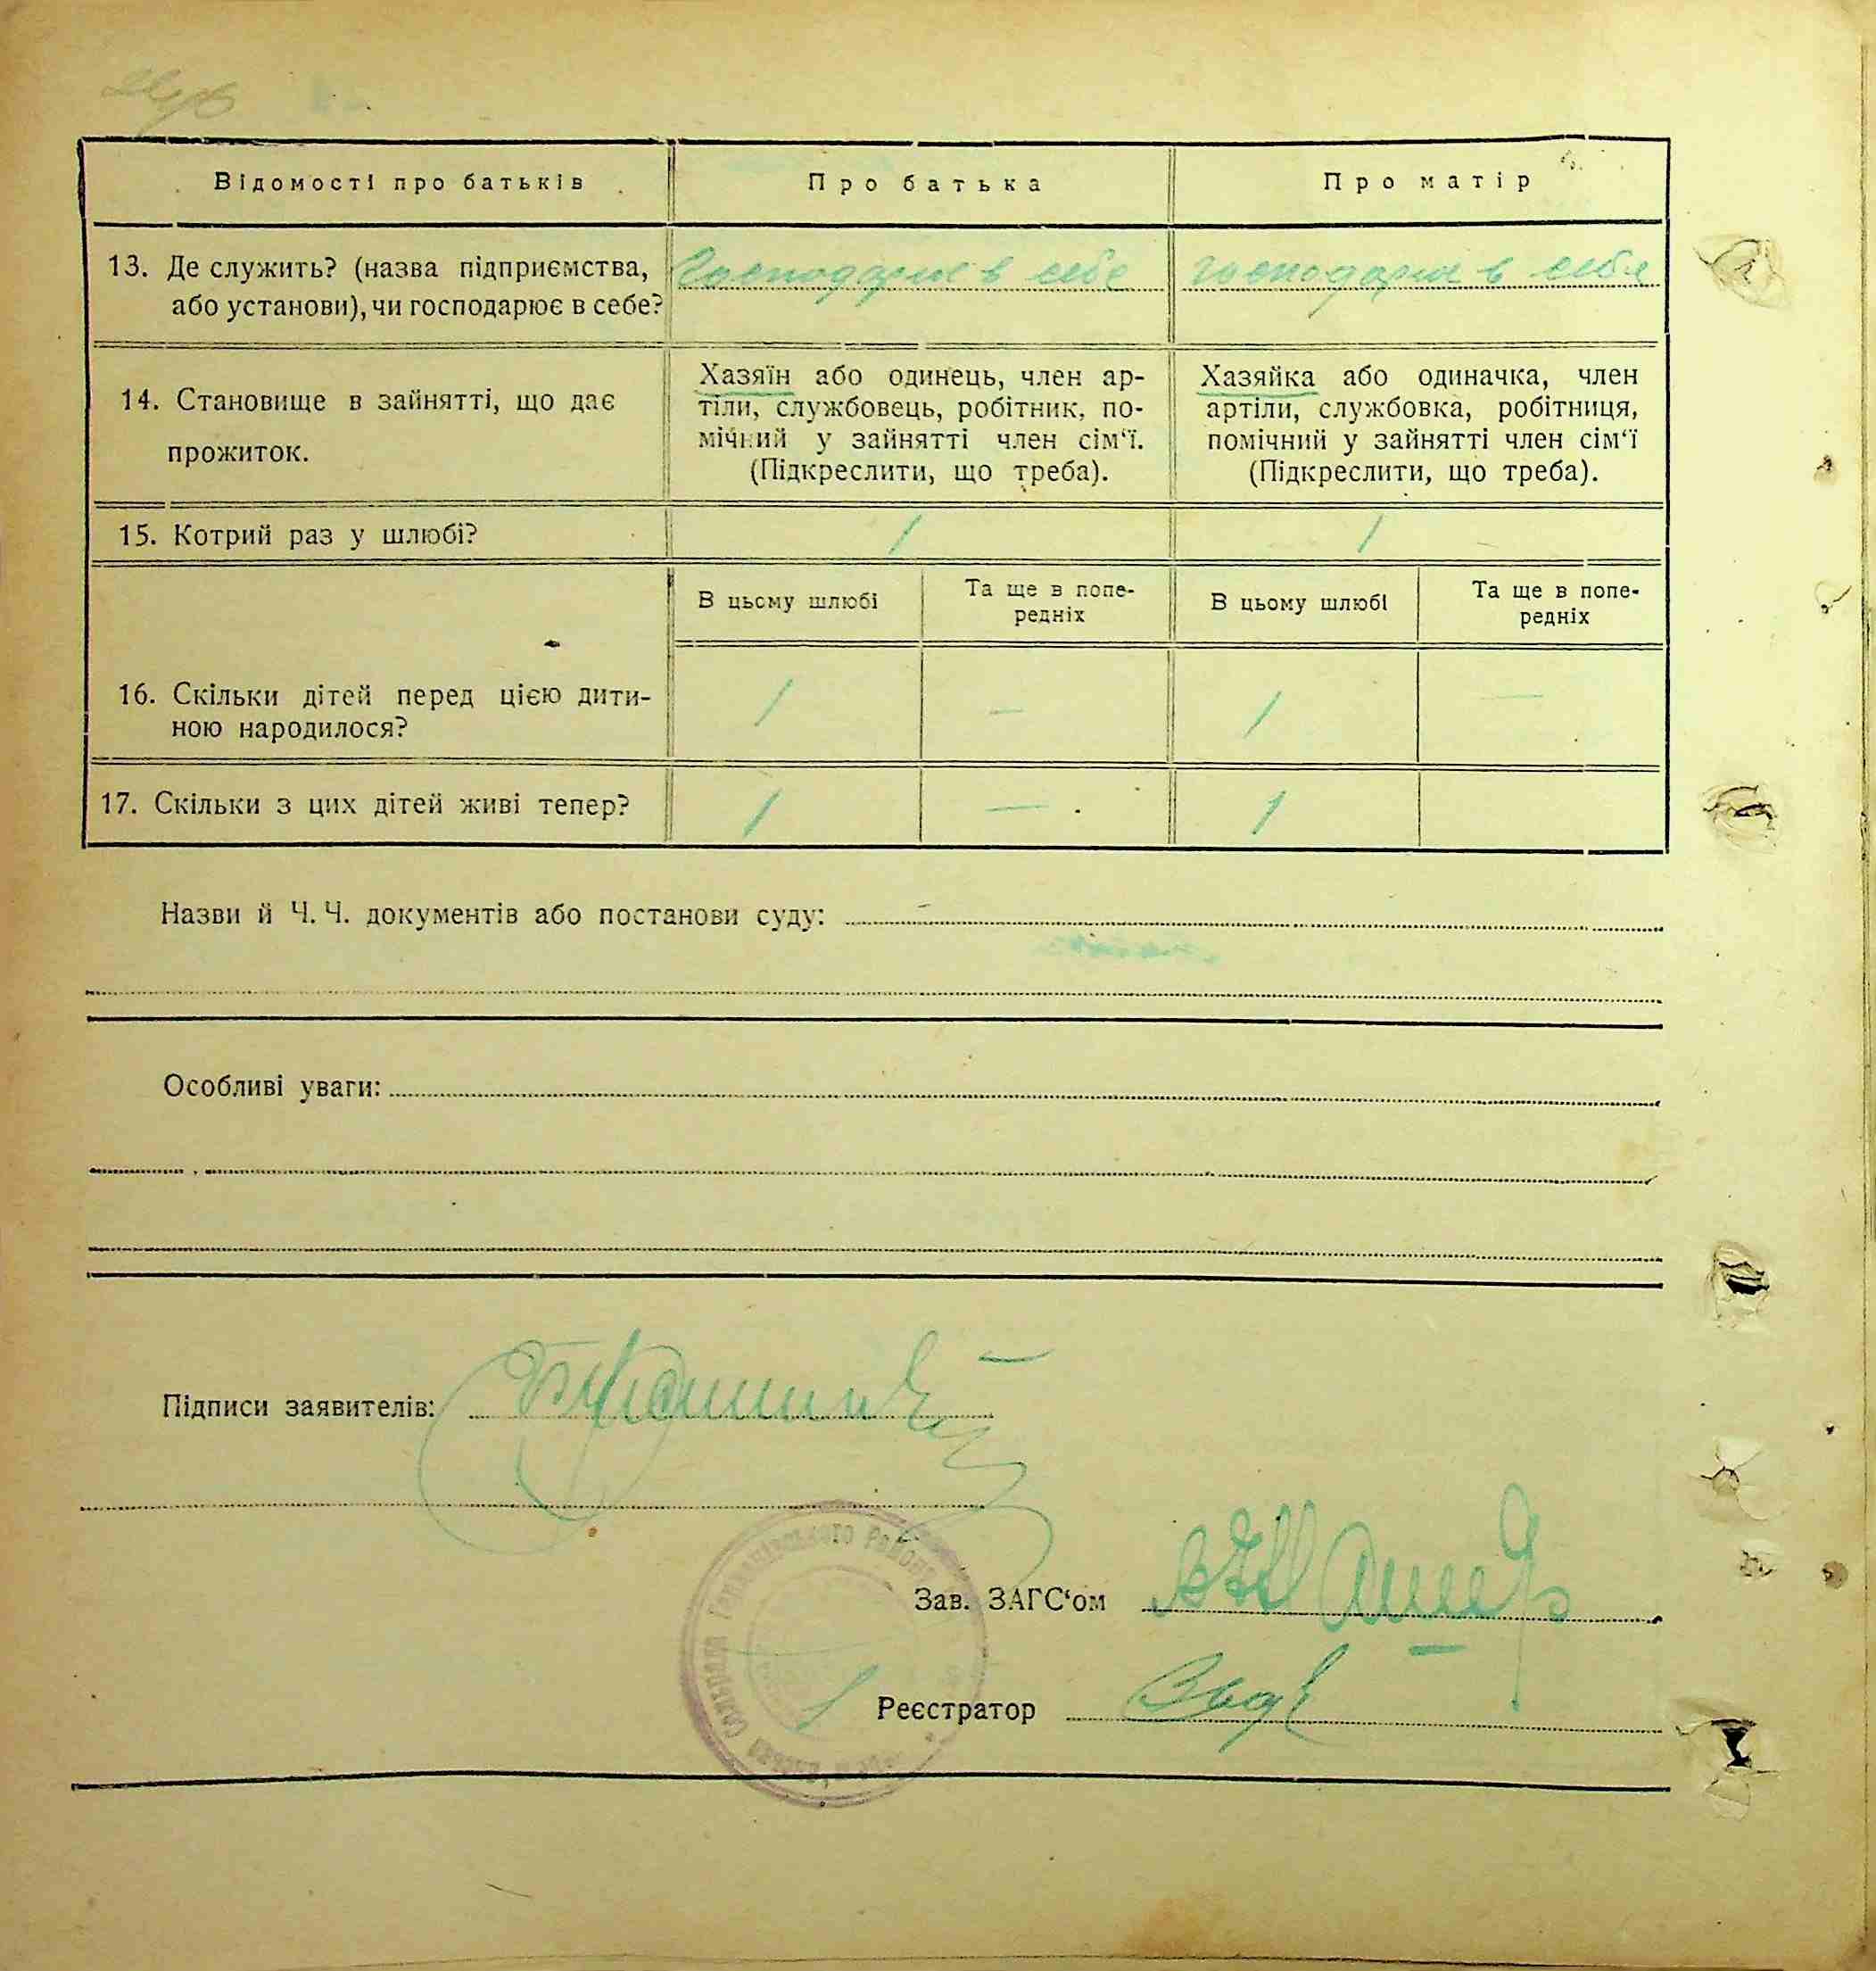 Відомості про батьків
Про батька
Про матір
13. Де служить? (назва підприємства,
або установи), чи господарює в себе?
Господарює в себе
господарює в себе
14. Становище в зайнятті, що дає
прожиток.
Хазяїн або одинець, член ар-
тіли, службовець, робітник, по-
мічний у зайнятті член сім'ї.
(Підкреслити, що треба).
Хазяйка або одиначка, член
артіли, службовка, робітниця,
помічний у зайнятті член сім'ї
(Підкреслити, що треба).
15. Котрий раз у шлюбі?
1
1
В цьому шлюбі
Та ще в попе-
редніх
В цьому шлюбі
Та ще в попе-
редніх
16. Скільки дітей перед цією дити-
ною народилося?
1
—
1
—
17. Скільки з цих дітей живі тепер?
1
—
1
Назви й Ч. Ч. документів або постанови суду:
Особливі уваги:
Підписи заявителів:
Зав. ЗАГС'ом
Реєстратор